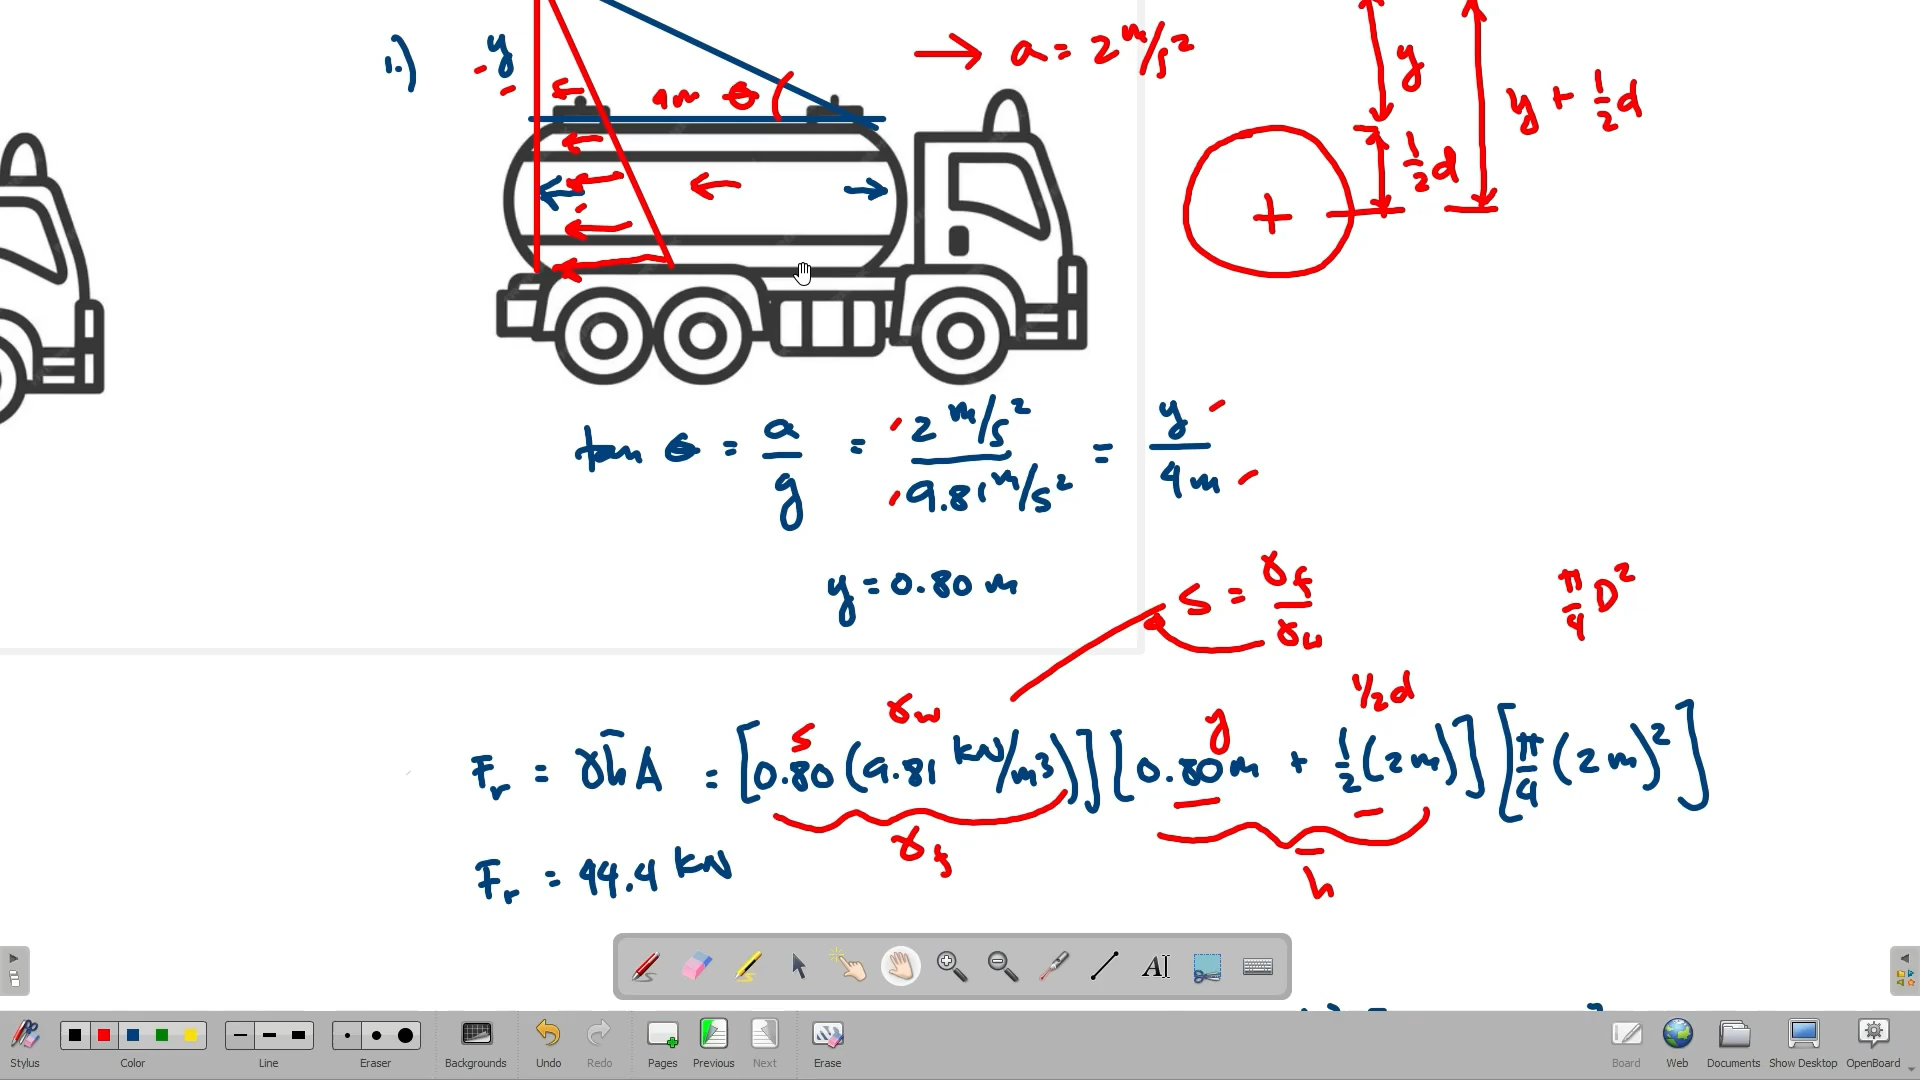 1.)
y
4m θ
→ a = 2 m/s²
y
y + 1/2 d
1/2 d
tan θ = a/g = 2 m/s² / 9.81 m/s² = y / 4m
y = 0.80 m
S = γf / γw
π/4 D²
S
γw
y
1/2 d
Fr = γh̄A = [0.80 (9.81 kN/m³)] [0.80m + 1/2 (2m)] [π/4 (2m)²]
γf
h̄
Fr = 44.4 kN
Stylus
Color
Line
Eraser
Backgrounds
Undo
Redo
Pages
Previous
Next
Erase
Board
Web
Documents
Show Desktop
OpenBoard